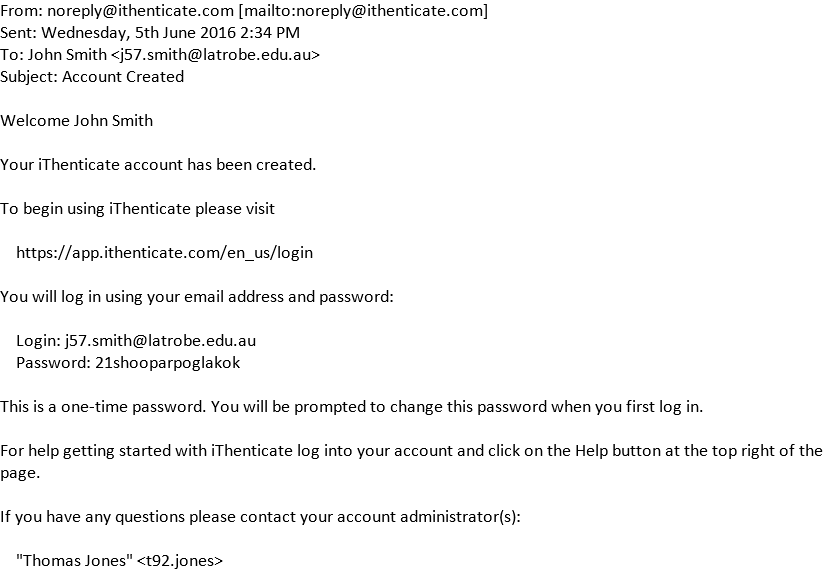 From: noreply@ithenticate.com [mailto:noreply@ithenticate.com]
Sent: Wednesday, 5th June 2016 2:34 PM
To: John Smith <j57.smith@latrobe.edu.au>
Subject: Account Created
Welcome John Smith
Your iThenticate account has been created.
To begin using iThenticate please visit
https://app.ithenticate.com/en_us/login
You will log in using your email address and password:
Login: j57.smith@latrobe.edu.au
Password: 21shooparpoglakok
This is a one-time password. You will be prompted to change this password when you first log in.
For help getting started with iThenticate log into your account and click on the Help button at the top right of the
page.
If you have any questions please contact your account administrator(s):
"Thomas Jones" <t92.jones>